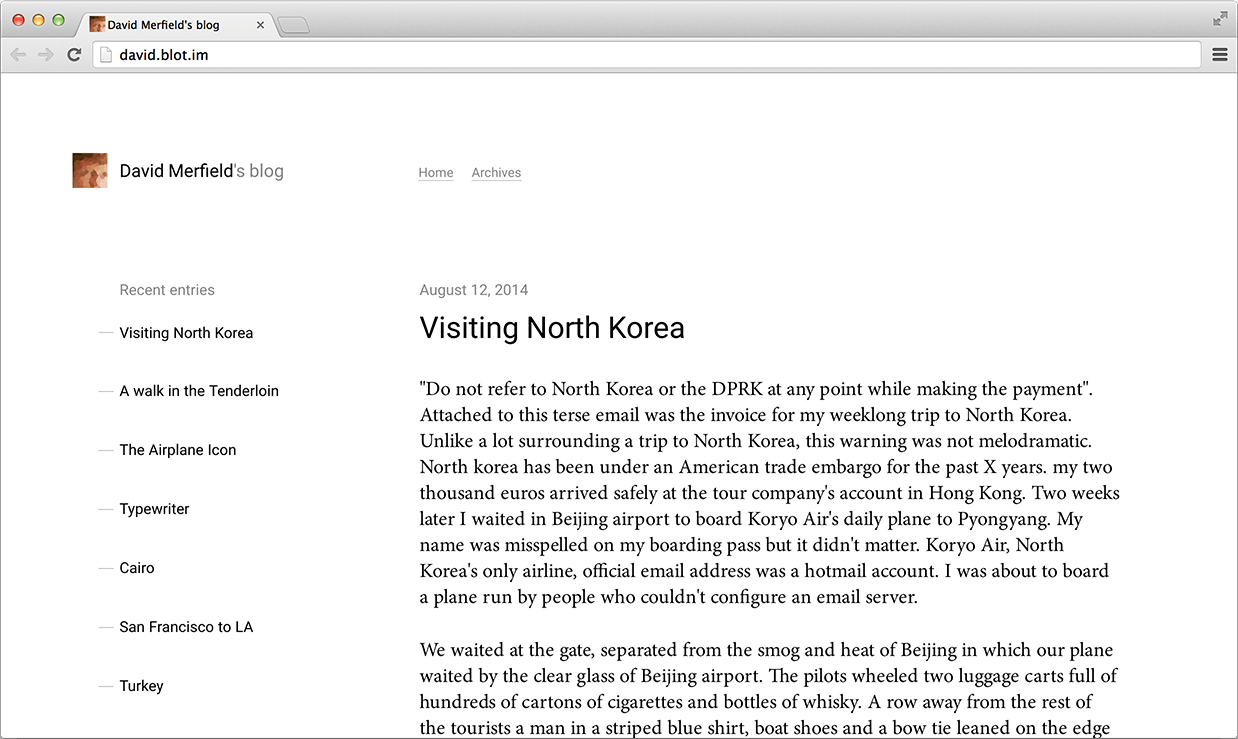 David Merfield's blog
david.blot.im
David Merfield's blog
Home Archives
Recent entries
Visiting North Korea
A walk in the Tenderloin
The Airplane Icon
Typewriter
Cairo
San Francisco to LA
Turkey
August 12, 2014
Visiting North Korea
"Do not refer to North Korea or the DPRK at any point while making the payment".
Attached to this terse email was the invoice for my weeklong trip to North Korea.
Unlike a lot surrounding a trip to North Korea, this warning was not melodramatic.
North korea has been under an American trade embargo for the past X years. my two
thousand euros arrived safely at the tour company's account in Hong Kong. Two weeks
later I waited in Beijing airport to board Koryo Air's daily plane to Pyongyang. My
name was misspelled on my boarding pass but it didn't matter. Koryo Air, North
Korea's only airline, official email address was a hotmail account. I was about to board
a plane run by people who couldn't configure an email server.
We waited at the gate, separated from the smog and heat of Beijing in which our plane
waited by the clear glass of Beijing airport. The pilots wheeled two luggage carts full of
hundreds of cartons of cigarettes and bottles of whisky. A row away from the rest of
the tourists a man in a striped blue shirt, boat shoes and a bow tie leaned on the edge